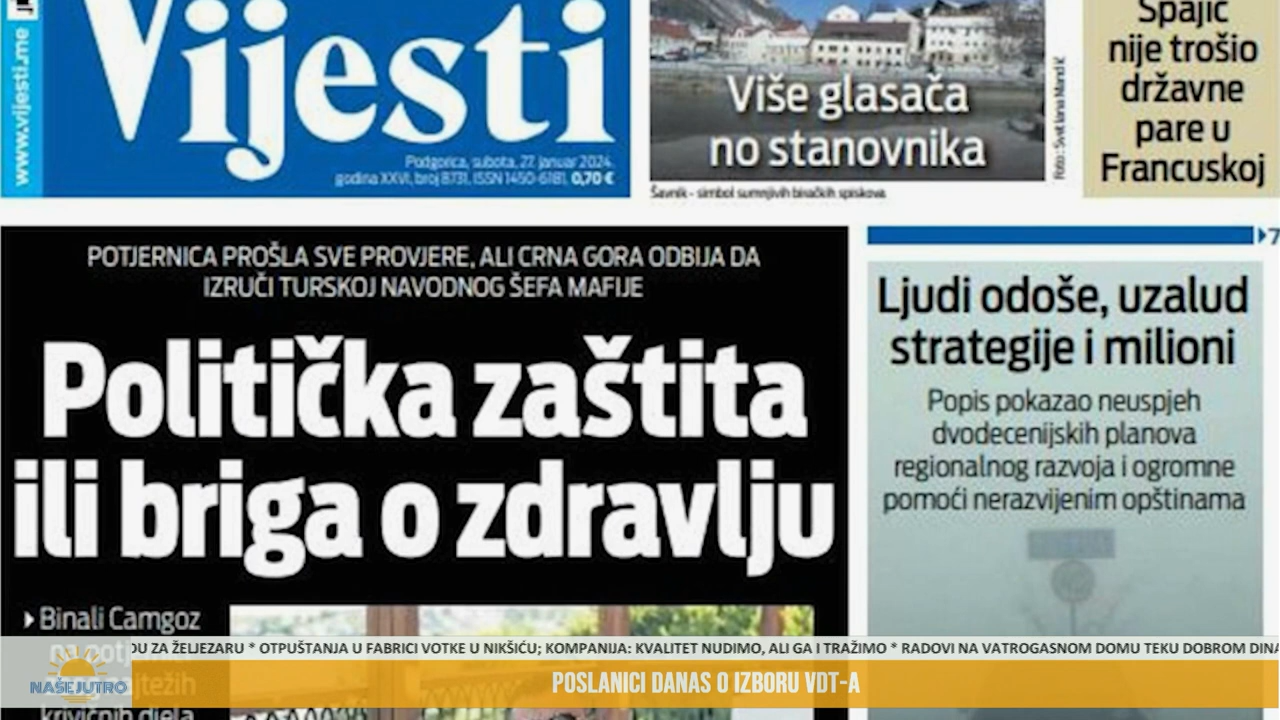 www.vijesti.me
Vijesti
Podgorica, subota, 27. januar 2024.
godina XXVI, broj 8731, ISSN 1450-6181, 0,70 €
Više glasača
no stanovnika
Foto: Svetlana Mandić
Šavnik - simbol sumnjivih biračkih spiskova
Spajić
nije trošio
državne
pare u
Francuskoj
POTJERNICA PROŠLA SVE PROVJERE, ALI CRNA GORA ODBIJA DA
IZRUČI TURSKOJ NAVODNOG ŠEFA MAFIJE
Politička zaštita
ili briga o zdravlju
Binali Camgoz
7
Ljudi odoše, uzalud
strategije i milioni
Popis pokazao neuspjeh
dvodecenijskih planova
regionalnog razvoja i ogromne
pomoći nerazvijenim opštinama
krivičnih djela
DU ZA ŽELJEZARU * OTPUŠTANJA U FABRICI VOTKE U NIKŠIĆU; KOMPANIJA: KVALITET NUDIMO, ALI GA I TRAŽIMO * RADOVI NA VATROGASNOM DOMU TEKU DOBROM DINA
NAŠE JUTRO
POSLANICI DANAS O IZBORU VDT-A